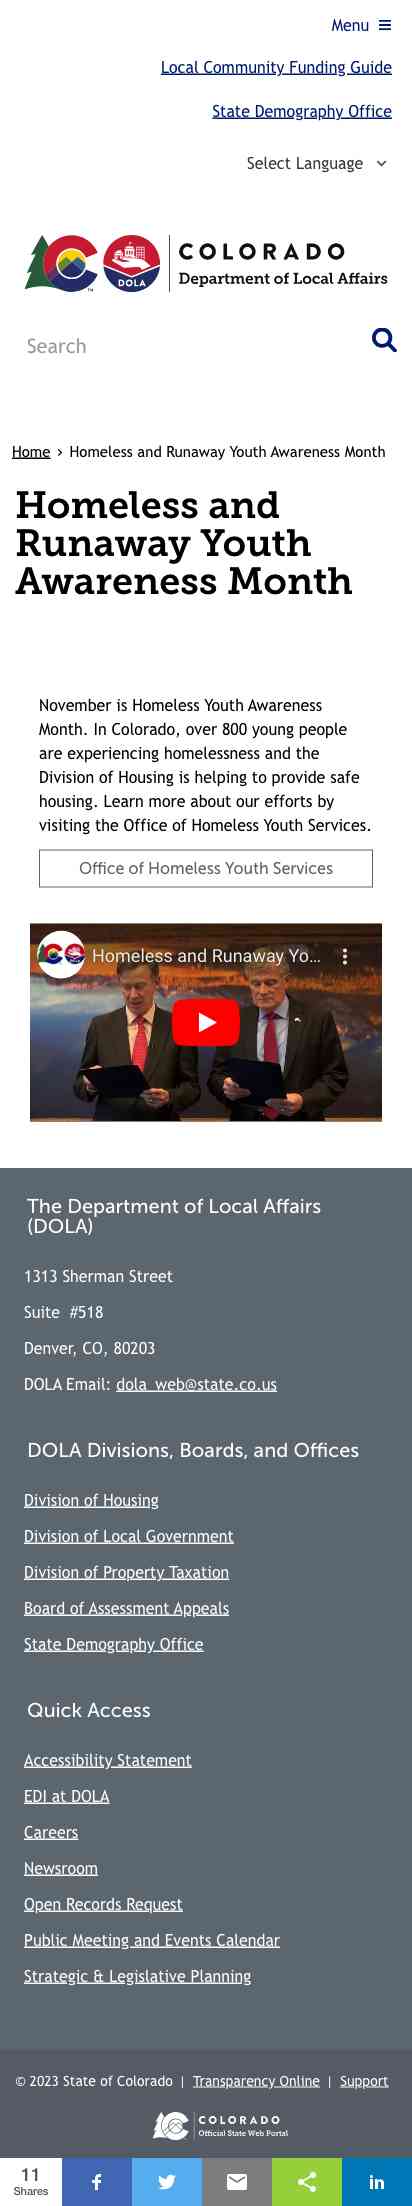 Menu
Local Community Funding Guide
State Demography Office
Select Language
DOLA
COLORADO
Department of Local Affairs
TM
Search
Home › Homeless and Runaway Youth Awareness Month
Homeless and
Runaway Youth
Awareness Month
November is Homeless Youth Awareness
Month. In Colorado, over 800 young people
are experiencing homelessness and the
Division of Housing is helping to provide safe
housing. Learn more about our efforts by
visiting the Office of Homeless Youth Services.
Office of Homeless Youth Services
Homeless and Runaway Yo...
The Department of Local Affairs
(DOLA)
1313 Sherman Street
Suite #518
Denver, CO, 80203
DOLA Email: dola_web@state.co.us
DOLA Divisions, Boards, and Offices
Division of Housing
Division of Local Government
Division of Property Taxation
Board of Assessment Appeals
State Demography Office
Quick Access
Accessibility Statement
EDI at DOLA
Careers
Newsroom
Open Records Request
Public Meeting and Events Calendar
Strategic & Legislative Planning
© 2023 State of Colorado | Transparency Online | Support
COLORADO
Official State Web Portal
11
Shares